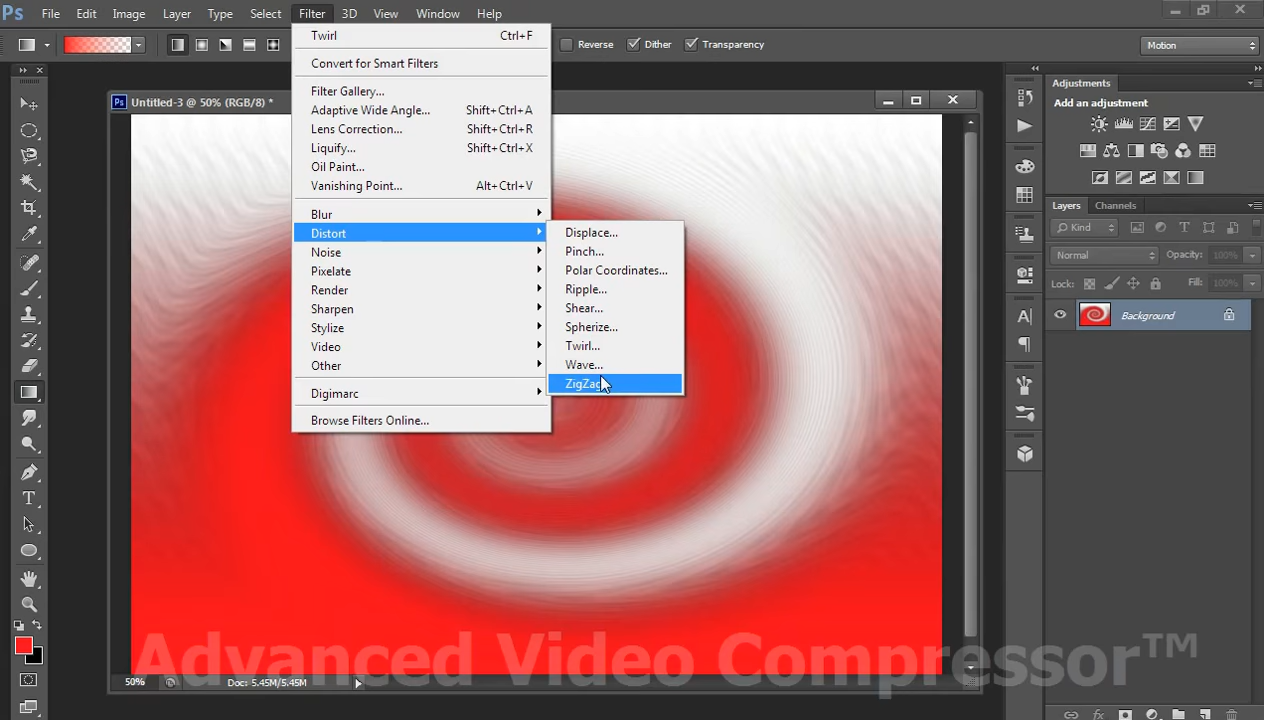 Ps File Edit Image Layer Type Select Filter 3D View Window Help
Reverse Dither Transparency Motion
Twirl Ctrl+F
Convert for Smart Filters
Filter Gallery...
Adaptive Wide Angle... Shift+Ctrl+A
Lens Correction... Shift+Ctrl+R
Liquify... Shift+Ctrl+X
Oil Paint...
Vanishing Point... Alt+Ctrl+V
Blur
Distort
Noise
Pixelate
Render
Sharpen
Stylize
Video
Other
Digimarc
Browse Filters Online...
Displace...
Pinch...
Polar Coordinates...
Ripple...
Shear...
Spherize...
Twirl...
Wave...
Ps Untitled-3 @ 50% (RGB/8) *
Adjustments
Add an adjustment
Layers Channels
Kind
Normal Opacity: 100%
Lock: Fill: 100%
Background
50% Doc: 5.45M/5.45M
Advanced Video Compressor™